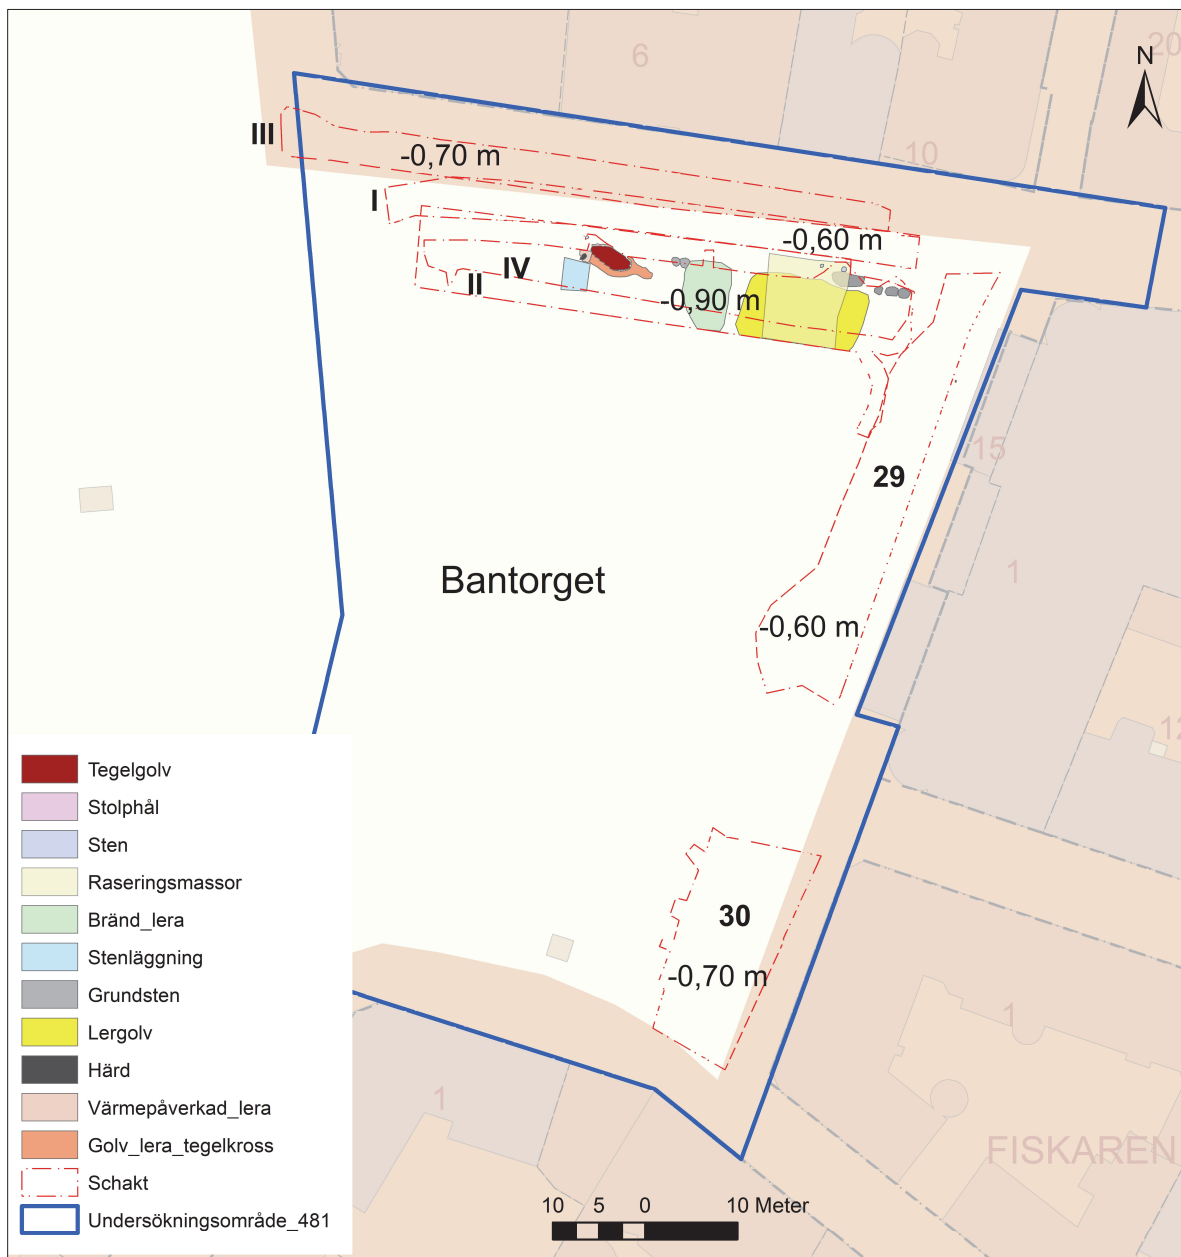 6
20
N
10
III
-0,70 m
I
-0,60 m
IV
II
-0,90 m
15
29
1
Bantorget
-0,60 m
12
Tegelgolv
Stolphål
Sten
Raseringsmassor
Bränd_lera
Stenläggning
Grundsten
Lergolv
Härd
Värmepåverkad_lera
Golv_lera_tegelkross
Schakt
Undersökningsområde_481
30
-0,70 m
1
1
FISKAREN
10 5 0 10 Meter